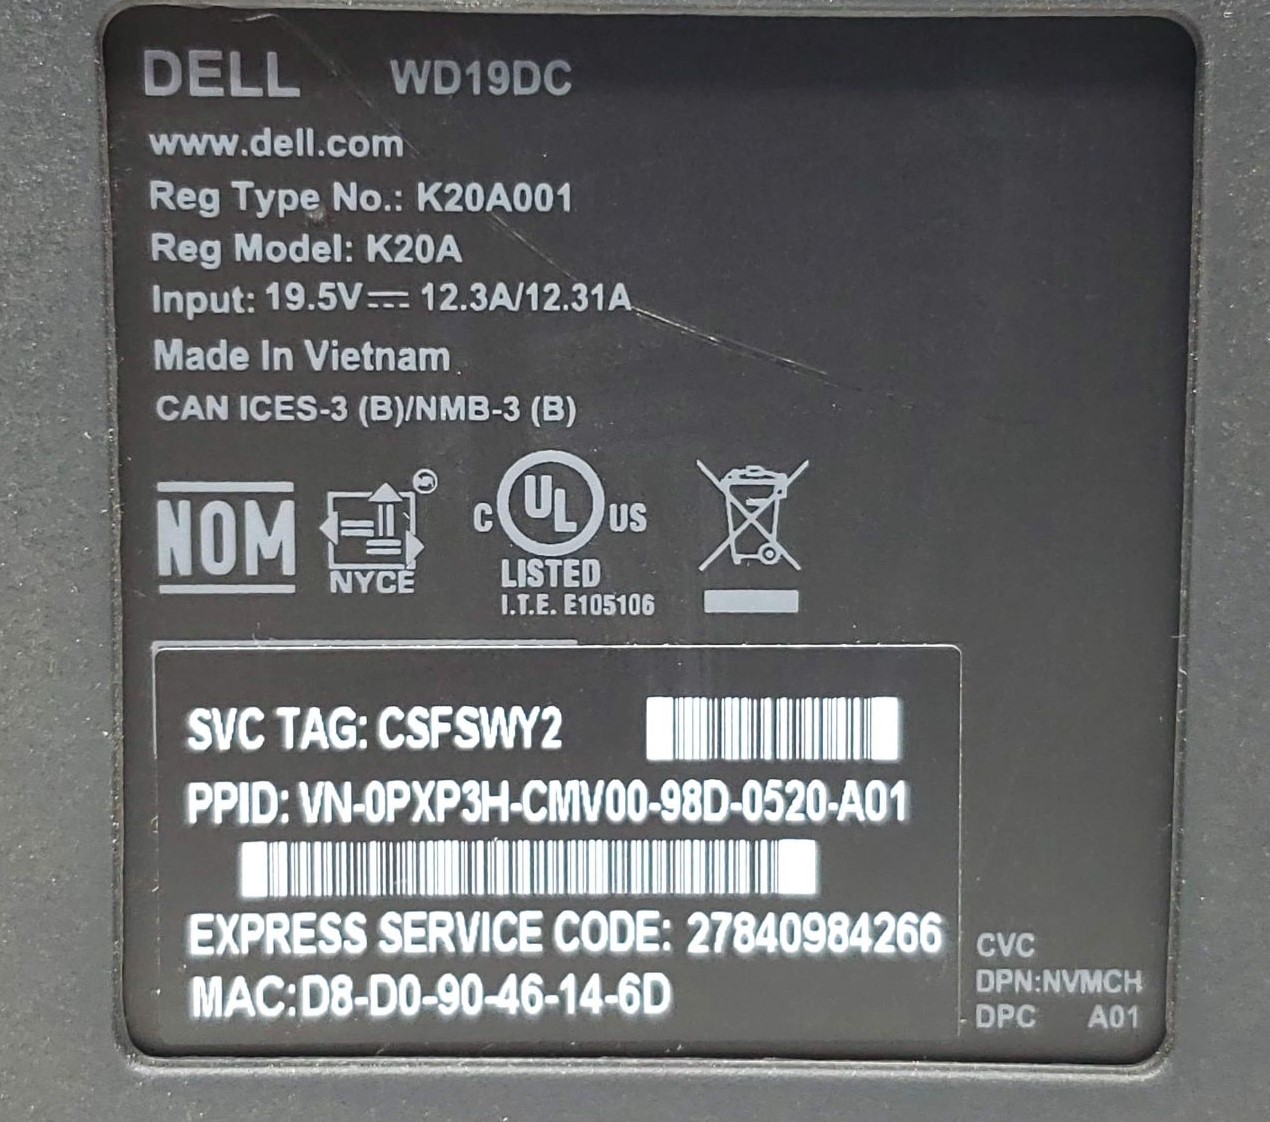 DELL WD19DC
www.dell.com
Reg Type No.: K20A001
Reg Model: K20A
Input: 19.5V⎓ 12.3A/12.31A
Made In Vietnam
CAN ICES-3 (B)/NMB-3 (B)
NOM
NYCE
C UL US
LISTED
I.T.E. E105106
SVC TAG: CSFSWY2
PPID: VN-0PXP3H-CMV00-98D-0520-A01
EXPRESS SERVICE CODE: 27840984266
MAC:D8-D0-90-46-14-6D
CVC
DPN:NVMCH
DPC A01